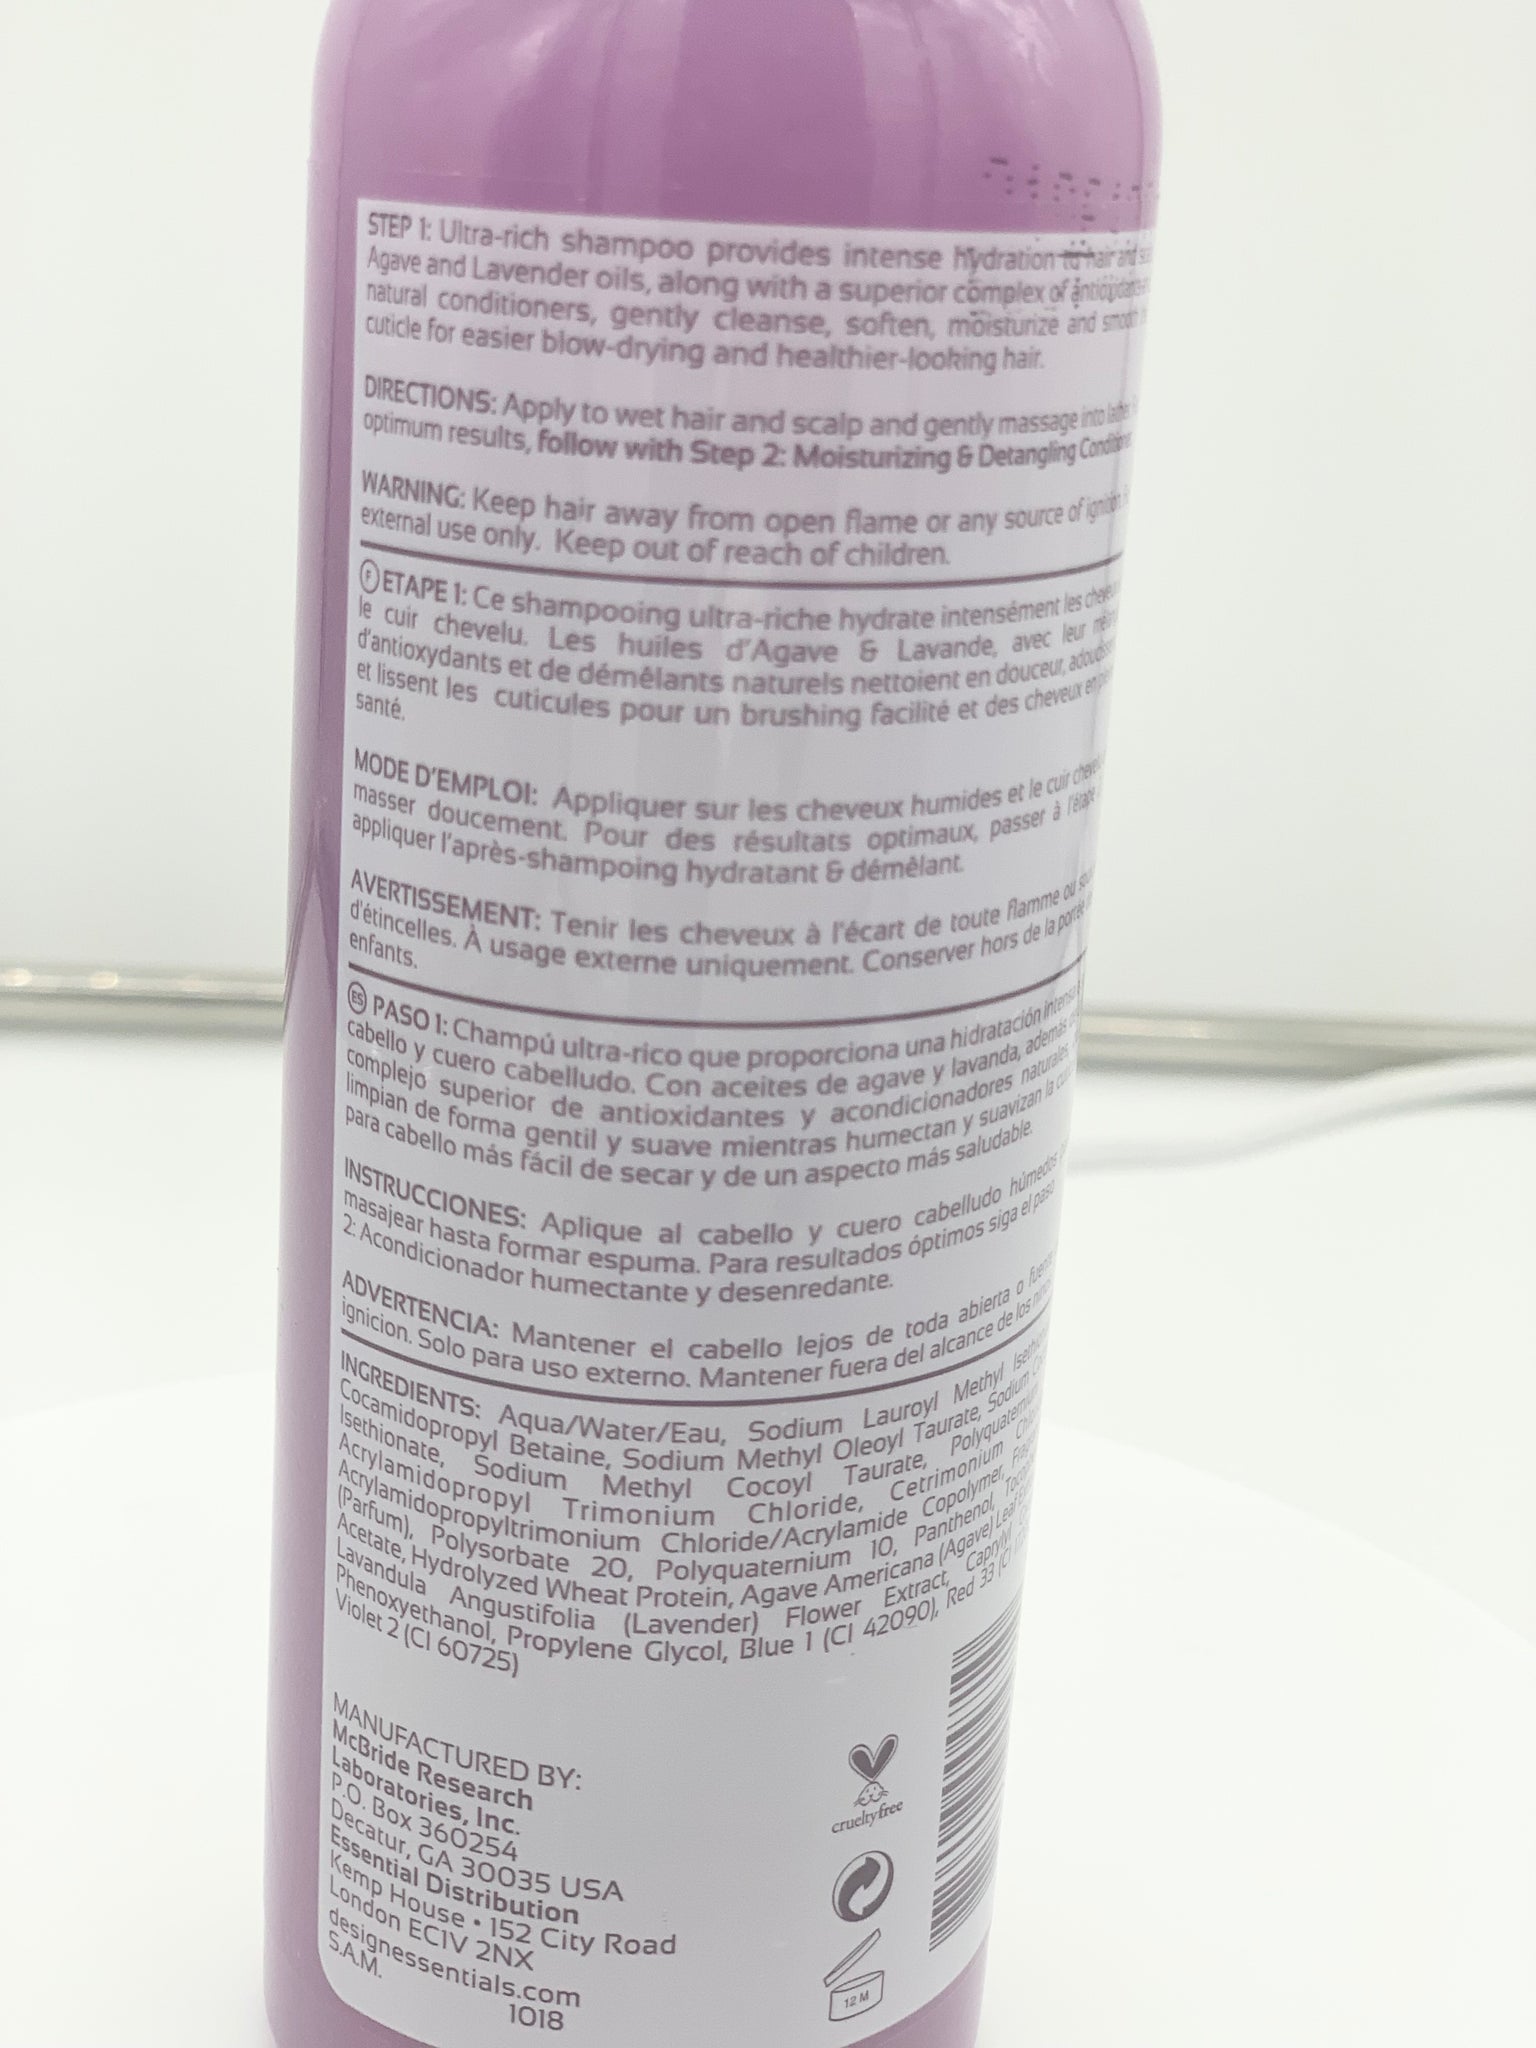 STEP 1: Ultra-rich shampoo provides intense hydration to hair and
Agave and Lavender oils, along with a superior complex of antioxidants
natural conditioners, gently cleanse, soften, moisturize and smooth
cuticle for easier blow-drying and healthier-looking hair.
DIRECTIONS: Apply to wet hair and scalp and gently massage into lather.
optimum results, follow with Step 2: Moisturizing & Detangling
WARNING: Keep hair away from open flame or any source of
external use only. Keep out of reach of children.
F ETAPE 1: Ce shampooing ultra-riche hydrate intensément les
le cuir chevelu. Les huiles d'Agave & Lavande, avec leur
d'antioxydants et de démêlants naturels nettoient en douceur,
et lissent les cuticules pour un brushing facilité et des cheveux en
santé.
MODE D'EMPLOI: Appliquer sur les cheveux humides et le cuir
masser doucement. Pour des résultats optimaux, passer à l'étape
appliquer l'après-shampoing hydratant & démêlant.
AVERTISSEMENT: Tenir les cheveux à l'écart de toute flamme ou
d'étincelles. À usage externe uniquement. Conserver hors de la portée
enfants.
ES PASO 1: Champú ultra-rico que proporciona una hidratación
cabello y cuero cabelludo. Con aceites de agave y lavanda, además
complejo superior de antioxidantes y acondicionadores naturales,
limpian de forma gentil y suave mientras humectan y suavizan la
para cabello más fácil de secar y de un aspecto más saludable.
INSTRUCCIONES: Aplique al cabello y cuero cabelludo húmedos
masajear hasta formar espuma. Para resultados óptimos siga el paso
2: Acondicionador humectante y desenredante.
ADVERTENCIA: Mantener el cabello lejos de toda abierta o fuente
ignicion. Solo para uso externo. Mantener fuera del alcance de los
INGREDIENTS: Aqua/Water/Eau, Sodium Lauroyl Methyl
Cocamidopropyl Betaine, Sodium Methyl Oleoyl Taurate, Sodium
Isethionate, Sodium Methyl Cocoyl Taurate,
Acrylamidopropyl Trimonium Chloride, Cetrimonium
Acrylamidopropyltrimonium Chloride/Acrylamide Copolymer,
(Parfum), Polysorbate 20, Polyquaternium 10, Panthenol,
Acetate, Hydrolyzed Wheat Protein, Agave Americana (Agave) Leaf
Lavandula Angustifolia (Lavender) Flower Extract, Caprylyl
Phenoxyethanol, Propylene Glycol, Blue 1 (CI 42090), Red 33 (CI
Violet 2 (CI 60725)
MANUFACTURED BY:
McBride Research
Laboratories, Inc.
P.O. Box 360254
Decatur, GA 30035 USA
Essential Distribution
Kemp House • 152 City Road
London EC1V 2NX
designessentials.com
S.A.M.
1018
crueltyfree
12 M